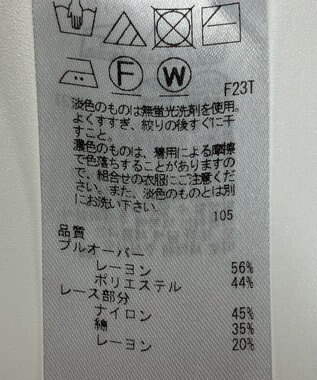 F W
F23T
淡色のものは無蛍光洗剤を使用。
よくすすぎ、絞りの後すぐに干
すこと。
濃色のものは、着用による摩擦
で色落ちすることがありますの
で、組合せの衣服にご注意くだ
さい。また、淡色のものとは別
にお洗い下さい。
105
品質
プルオーバー
レーヨン 56%
ポリエステル 44%
レース部分
ナイロン 45%
綿 35%
レーヨン 20%